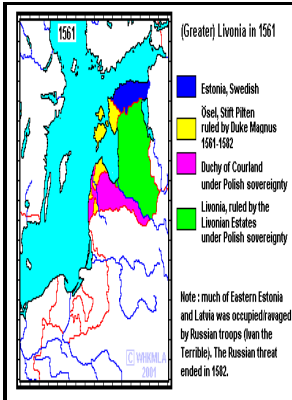 1561
(Greater) Livonia in 1561
Estonia, Swedish
Ösel, Stift Pilten
ruled by Duke Magnus
1561-1582
Duchy of Courland
under Polish sovereignty
Livonia, ruled by the
Livonian Estates
under Polish sovereignty
Note : much of Eastern Estonia
and Latvia was occupied/ravaged
by Russian troops (Ivan the
Terrible). The Russian threat
ended in 1582.
© WHKMLA
2001